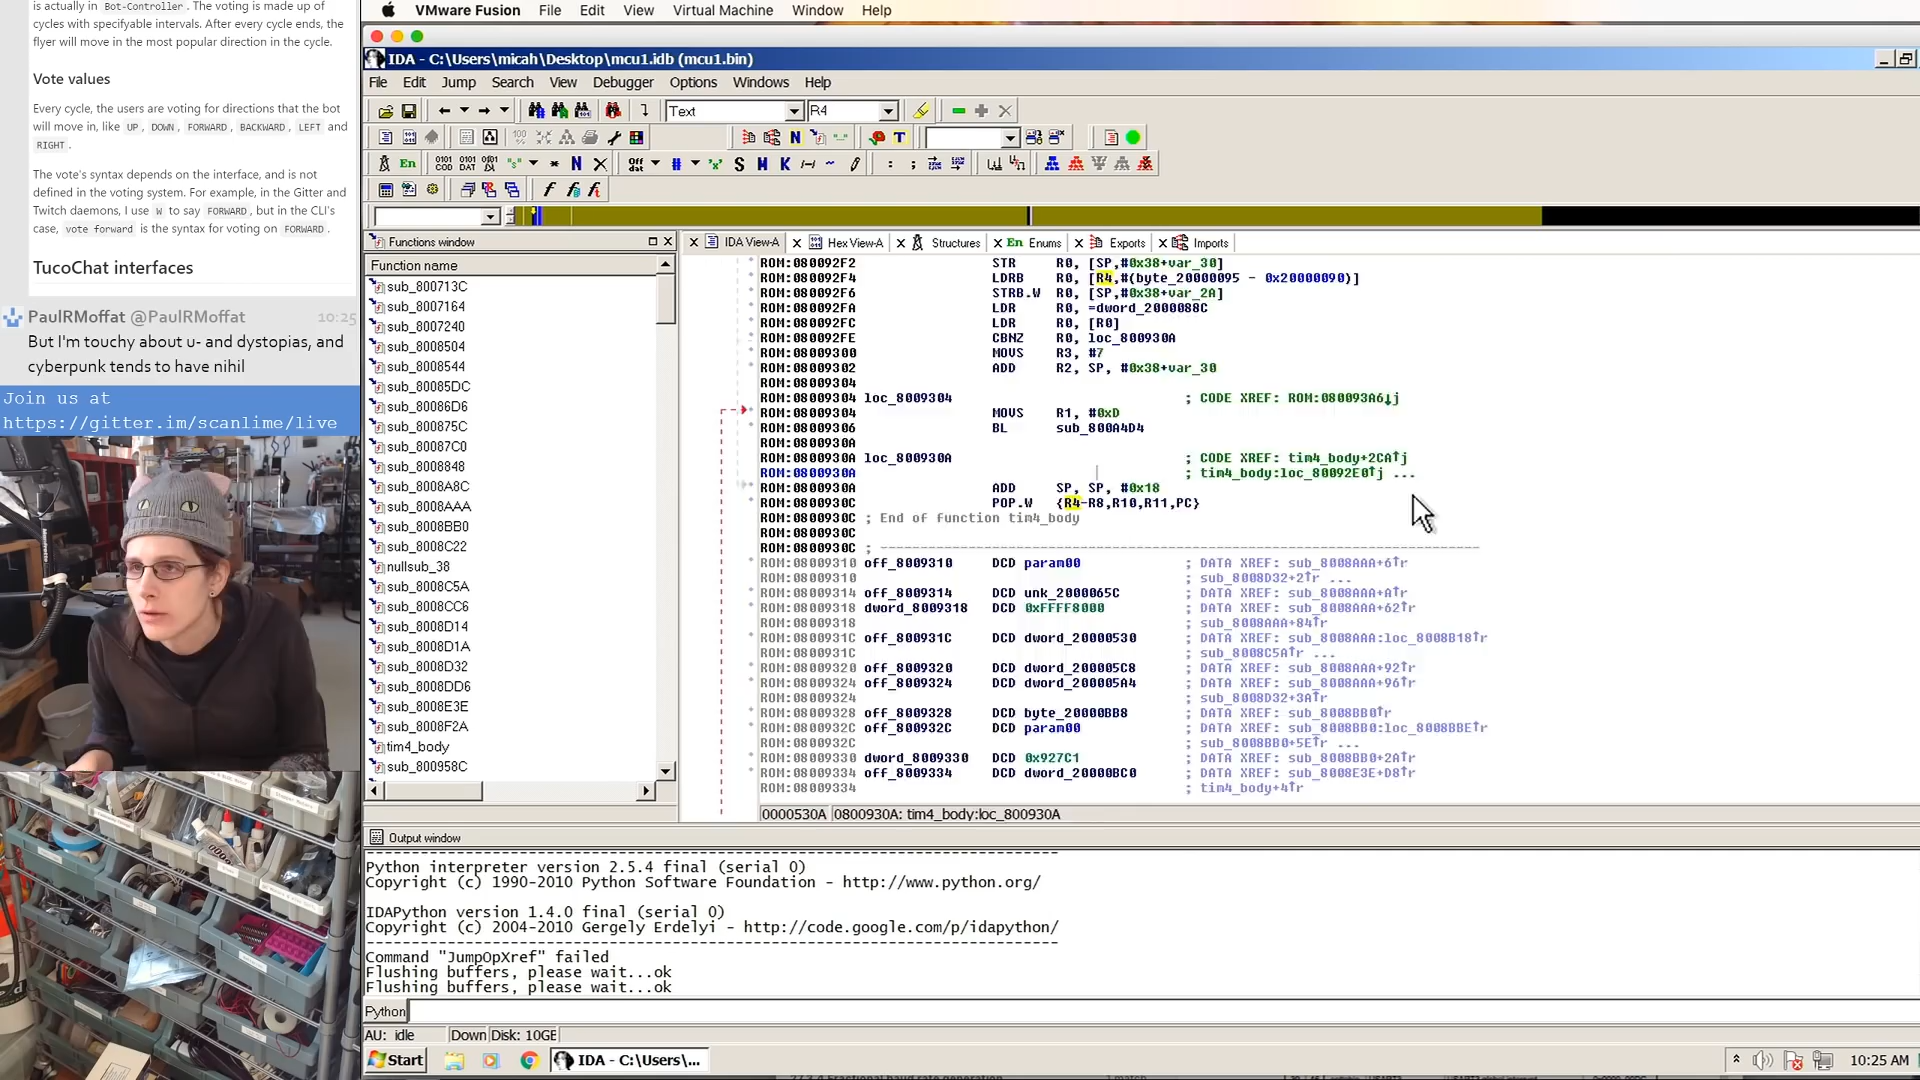 is actually in Bot-Controller. The voting is made up of
cycles with specifyable intervals. After every cycle ends, the
flyer will move in the most popular direction in the cycle.
Vote values
Every cycle, the users are voting for directions that the bot
will move in, like UP, DOWN, FORWARD, BACKWARD, LEFT and
RIGHT.
The vote's syntax depends on the interface, and is not
defined in the voting system. For example, in the Gitter and
Twitch daemons, I use W to say FORWARD, but in the CLI's
case, vote forward is the syntax for voting on FORWARD.
TucoChat interfaces
PaulRMoffat @PaulRMoffat 10:25
But I'm touchy about u- and dystopias, and
cyberpunk tends to have nihil
Join us at
https://gitter.im/scanlime/live
VMware Fusion File Edit View Virtual Machine Window Help
IDA - C:\Users\micah\Desktop\mcu1.idb (mcu1.bin)
File Edit Jump Search View Debugger Options Windows Help
Text R4
Functions window
Function name
sub_800713C
sub_8007164
sub_8007240
sub_8008504
sub_8008544
sub_80085DC
sub_80086D6
sub_800875C
sub_80087C0
sub_8008848
sub_8008A8C
sub_8008AAA
sub_8008BB0
sub_8008C22
nullsub_38
sub_8008C5A
sub_8008CC6
sub_8008D14
sub_8008D1A
sub_8008D32
sub_8008DD6
sub_8008E3E
sub_8008F2A
tim4_body
sub_800958C
IDA View-A Hex View-A Structures En Enums Exports Imports
ROM:080092F2 STR R0, [SP,#0x38+var_30]
ROM:080092F4 LDRB R0, [R4,#(byte_20000095 - 0x20000090)]
ROM:080092F6 STRB.W R0, [SP,#0x38+var_2A]
ROM:080092FA LDR R0, =dword_2000088C
ROM:080092FC LDR R0, [R0]
ROM:080092FE CBNZ R0, loc_800930A
ROM:08009300 MOVS R3, #7
ROM:08009302 ADD R2, SP, #0x38+var_30
ROM:08009304
ROM:08009304 loc_8009304 ; CODE XREF: ROM:080093A6↓j
ROM:08009304 MOVS R1, #0xD
ROM:08009306 BL sub_800A4D4
ROM:0800930A
ROM:0800930A loc_800930A ; CODE XREF: tim4_body+2CA↑j
ROM:0800930A ; tim4_body:loc_80092E0↑j ...
ROM:0800930A ADD SP, SP, #0x18
ROM:0800930C POP.W {R4-R8,R10,R11,PC}
ROM:0800930C ; End of function tim4_body
ROM:0800930C
ROM:0800930C ; ---------------------------------------------------------------------------
ROM:08009310 off_8009310 DCD param00 ; DATA XREF: sub_8008AAA+6↑r
ROM:08009310 ; sub_8008D32+2↑r ...
ROM:08009314 off_8009314 DCD unk_2000065C ; DATA XREF: sub_8008AAA+A↑r
ROM:08009318 dword_8009318 DCD 0xFFFF8000 ; DATA XREF: sub_8008AAA+62↑r
ROM:08009318 ; sub_8008AAA+84↑r
ROM:0800931C off_800931C DCD dword_20000530 ; DATA XREF: sub_8008AAA:loc_8008B18↑r
ROM:0800931C ; sub_8008C5A↑r ...
ROM:08009320 off_8009320 DCD dword_200005C8 ; DATA XREF: sub_8008AAA+92↑r
ROM:08009324 off_8009324 DCD dword_200005A4 ; DATA XREF: sub_8008AAA+96↑r
ROM:08009324 ; sub_8008D32+3A↑r
ROM:08009328 off_8009328 DCD byte_20000BB8 ; DATA XREF: sub_8008BB0↑r
ROM:0800932C off_800932C DCD param00 ; DATA XREF: sub_8008BB0:loc_8008BBE↑r
ROM:0800932C ; sub_8008BB0+5E↑r ...
ROM:08009330 dword_8009330 DCD 0x927C1 ; DATA XREF: sub_8008BB0+2A↑r
ROM:08009334 off_8009334 DCD dword_20000BC0 ; DATA XREF: sub_8008E3E+D8↑r
ROM:08009334 ; tim4_body+4↑r
0000530A 0800930A: tim4_body:loc_800930A
Output window
---------------------------------------------------------------------
Python interpreter version 2.5.4 final (serial 0)
Copyright (c) 1990-2010 Python Software Foundation - http://www.python.org/
IDAPython version 1.4.0 final (serial 0)
Copyright (c) 2004-2010 Gergely Erdelyi - http://code.google.com/p/idapython/
---------------------------------------------------------------------
Command "JumpOpXref" failed
Flushing buffers, please wait...ok
Flushing buffers, please wait...ok
Python
AU: idle Down Disk: 10GB
Start IDA - C:\Users\... 10:25 AM